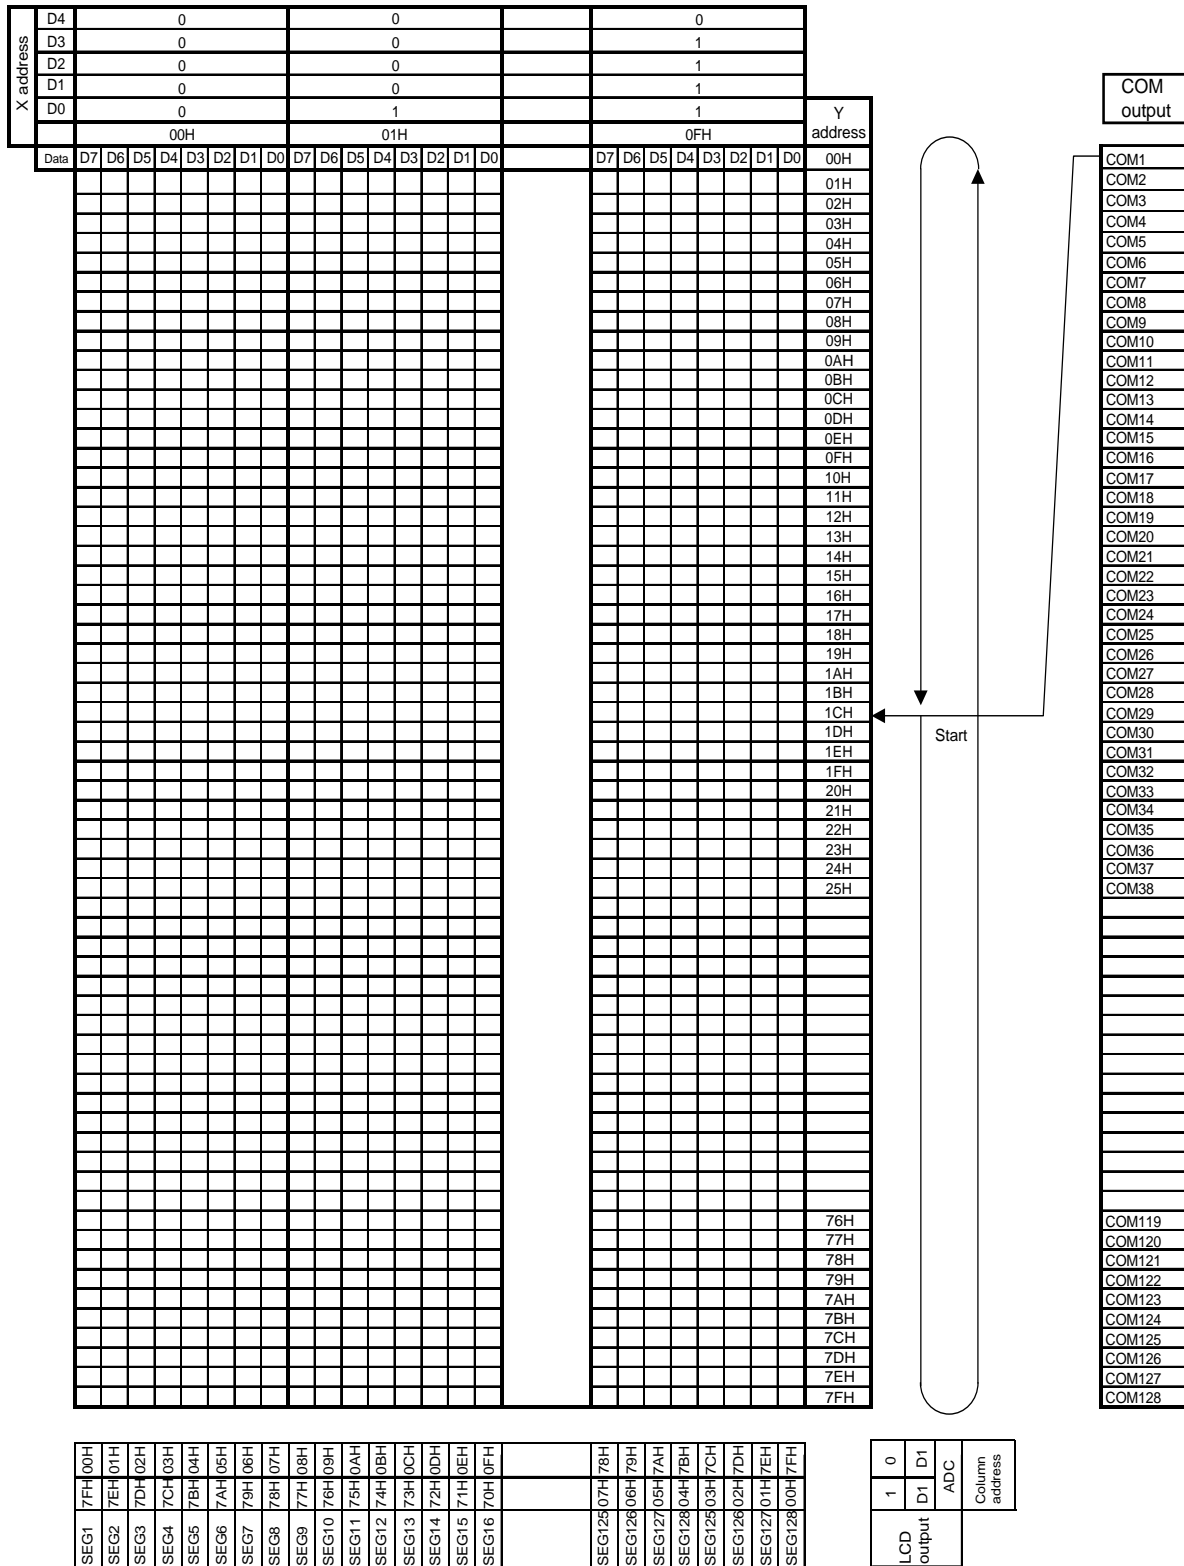 X address
D4 0 0 0
D3 0 0 1
D2 0 0 1
D1 0 0 1
D0 0 1 1
00H 01H 0FH
Y
address
COM
output
Data D7 D6 D5 D4 D3 D2 D1 D0 D7 D6 D5 D4 D3 D2 D1 D0 D7 D6 D5 D4 D3 D2 D1 D0 00H COM1
01H COM2
02H COM3
03H COM4
04H COM5
05H COM6
06H COM7
07H COM8
08H COM9
09H COM10
0AH COM11
0BH COM12
0CH COM13
0DH COM14
0EH COM15
0FH COM16
10H COM17
11H COM18
12H COM19
13H COM20
14H COM21
15H COM22
16H COM23
17H COM24
18H COM25
19H COM26
1AH COM27
1BH COM28
1CH COM29
1DH Start COM30
1EH COM31
1FH COM32
20H COM33
21H COM34
22H COM35
23H COM36
24H COM37
25H COM38
76H COM119
77H COM120
78H COM121
79H COM122
7AH COM123
7BH COM124
7CH COM125
7DH COM126
7EH COM127
7FH COM128
SEG1 7FH 00H
SEG2 7EH 01H
SEG3 7DH 02H
SEG4 7CH 03H
SEG5 7BH 04H
SEG6 7AH 05H
SEG7 79H 06H
SEG8 78H 07H
SEG9 77H 08H
SEG10 76H 09H
SEG11 75H 0AH
SEG12 74H 0BH
SEG13 73H 0CH
SEG14 72H 0DH
SEG15 71H 0EH
SEG16 70H 0FH
SEG125 07H 78H
SEG126 06H 79H
SEG127 05H 7AH
SEG128 04H 7BH
SEG125 03H 7CH
SEG126 02H 7DH
SEG127 01H 7EH
SEG128 00H 7FH
LCD
output
1 0
D1 D1
ADC
Column
address